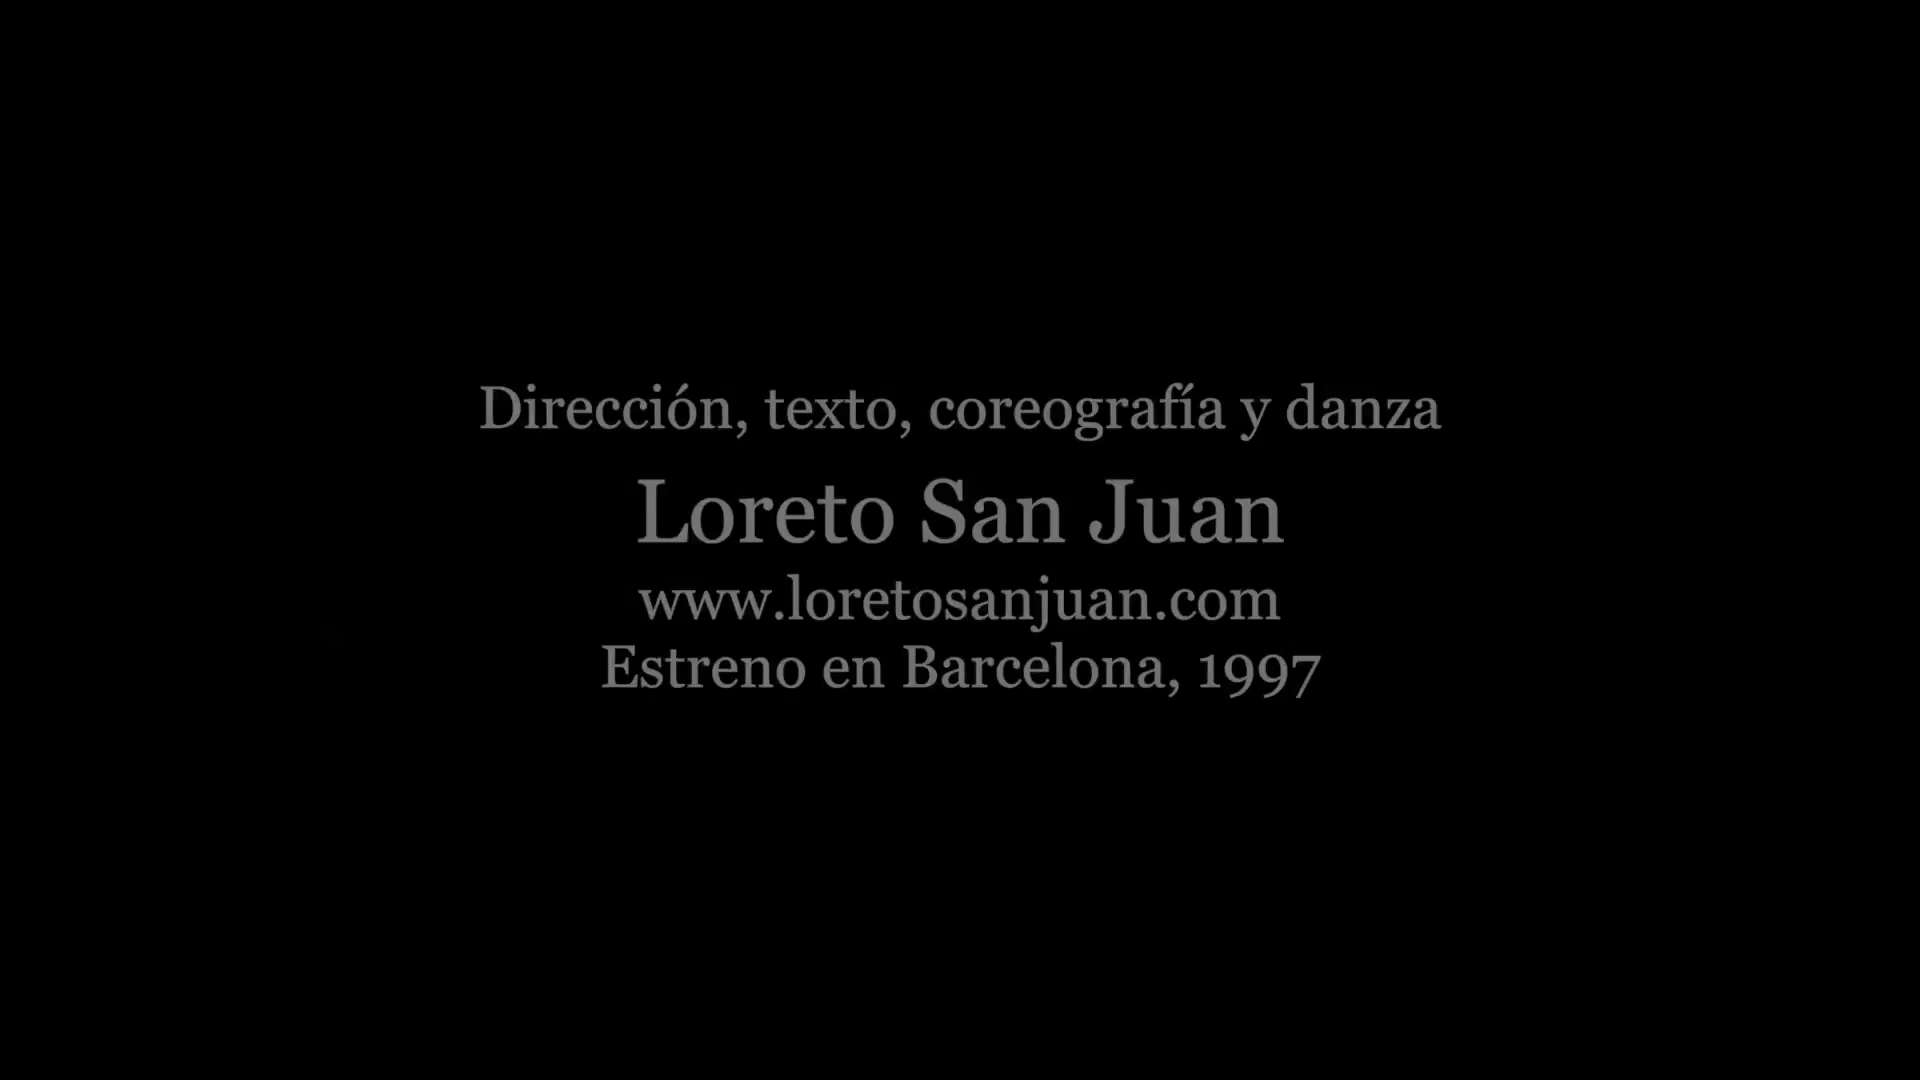 Dirección, texto, coreografía y danza
Loreto San Juan
www.loretosanjuan.com
Estreno en Barcelona, 1997